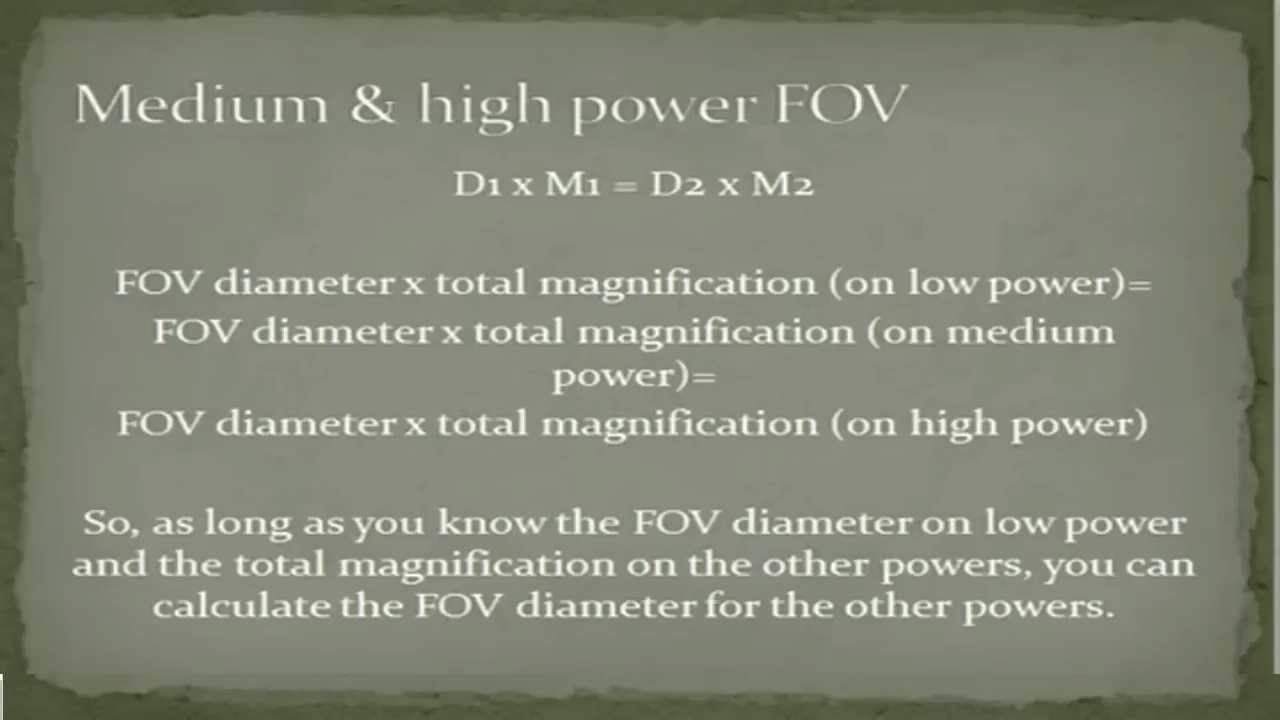 Medium & high power FOV
D1 x M1 = D2 x M2
FOV diameter x total magnification (on low power)=
FOV diameter x total magnification (on medium
power)=
FOV diameter x total magnification (on high power)
So, as long as you know the FOV diameter on low power
and the total magnification on the other powers, you can
calculate the FOV diameter for the other powers.